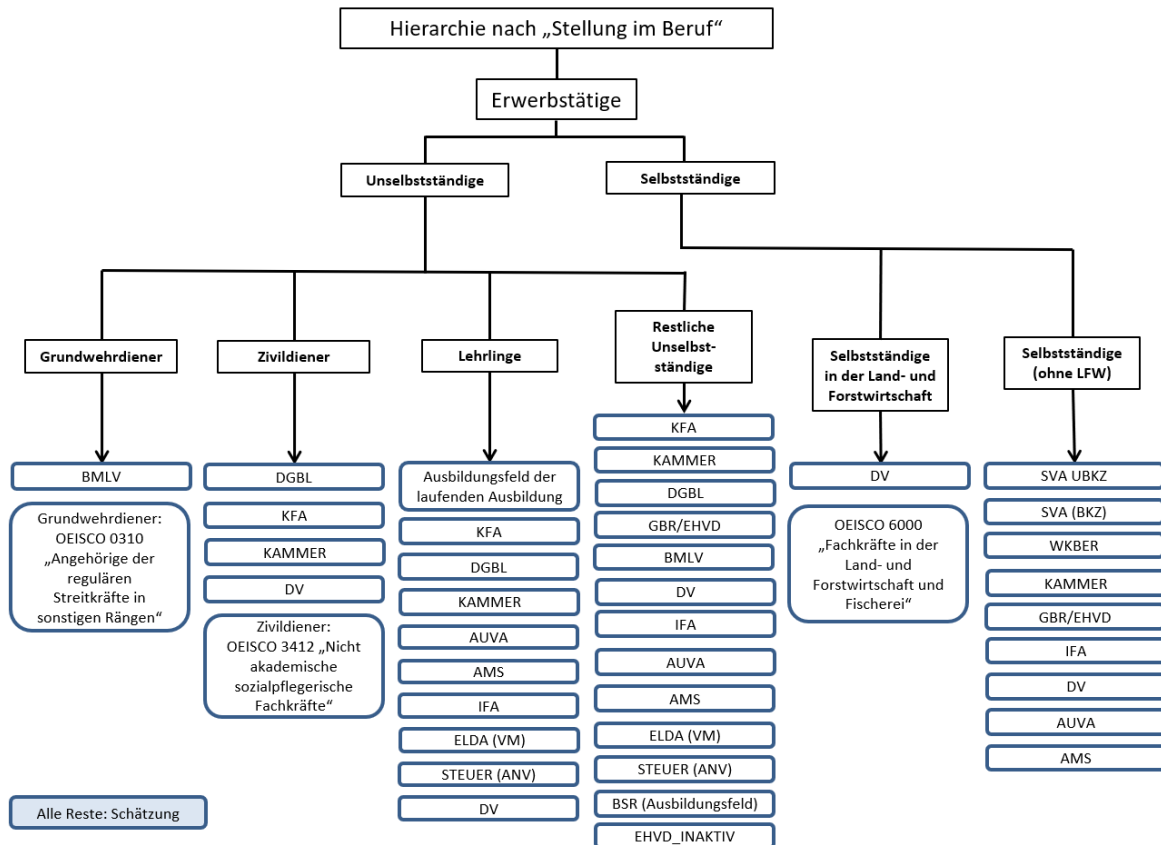 Hierarchie nach „Stellung im Beruf“
Erwerbstätige
Unselbstständige
Selbstständige
Grundwehrdiener
Zivildiener
Lehrlinge
Restliche
Unselbst-
ständige
Selbstständige
in der Land- und
Forstwirtschaft
Selbstständige
(ohne LFW)
BMLV
Grundwehrdiener:
OEISCO 0310
„Angehörige der
regulären
Streitkräfte in
sonstigen Rängen“
DGBL
KFA
KAMMER
DV
Zivildiener:
OEISCO 3412 „Nicht
akademische
sozialpflegerische
Fachkräfte“
Ausbildungsfeld der
laufenden Ausbildung
KFA
DGBL
KAMMER
AUVA
AMS
IFA
ELDA (VM)
STEUER (ANV)
DV
KFA
KAMMER
DGBL
GBR/EHVD
BMLV
DV
IFA
AUVA
AMS
ELDA (VM)
STEUER (ANV)
BSR (Ausbildungsfeld)
EHVD_INAKTIV
DV
OEISCO 6000
„Fachkräfte in der
Land- und
Forstwirtschaft und
Fischerei“
SVA UBKZ
SVA (BKZ)
WKBER
KAMMER
GBR/EHVD
IFA
DV
AUVA
AMS
Alle Reste: Schätzung